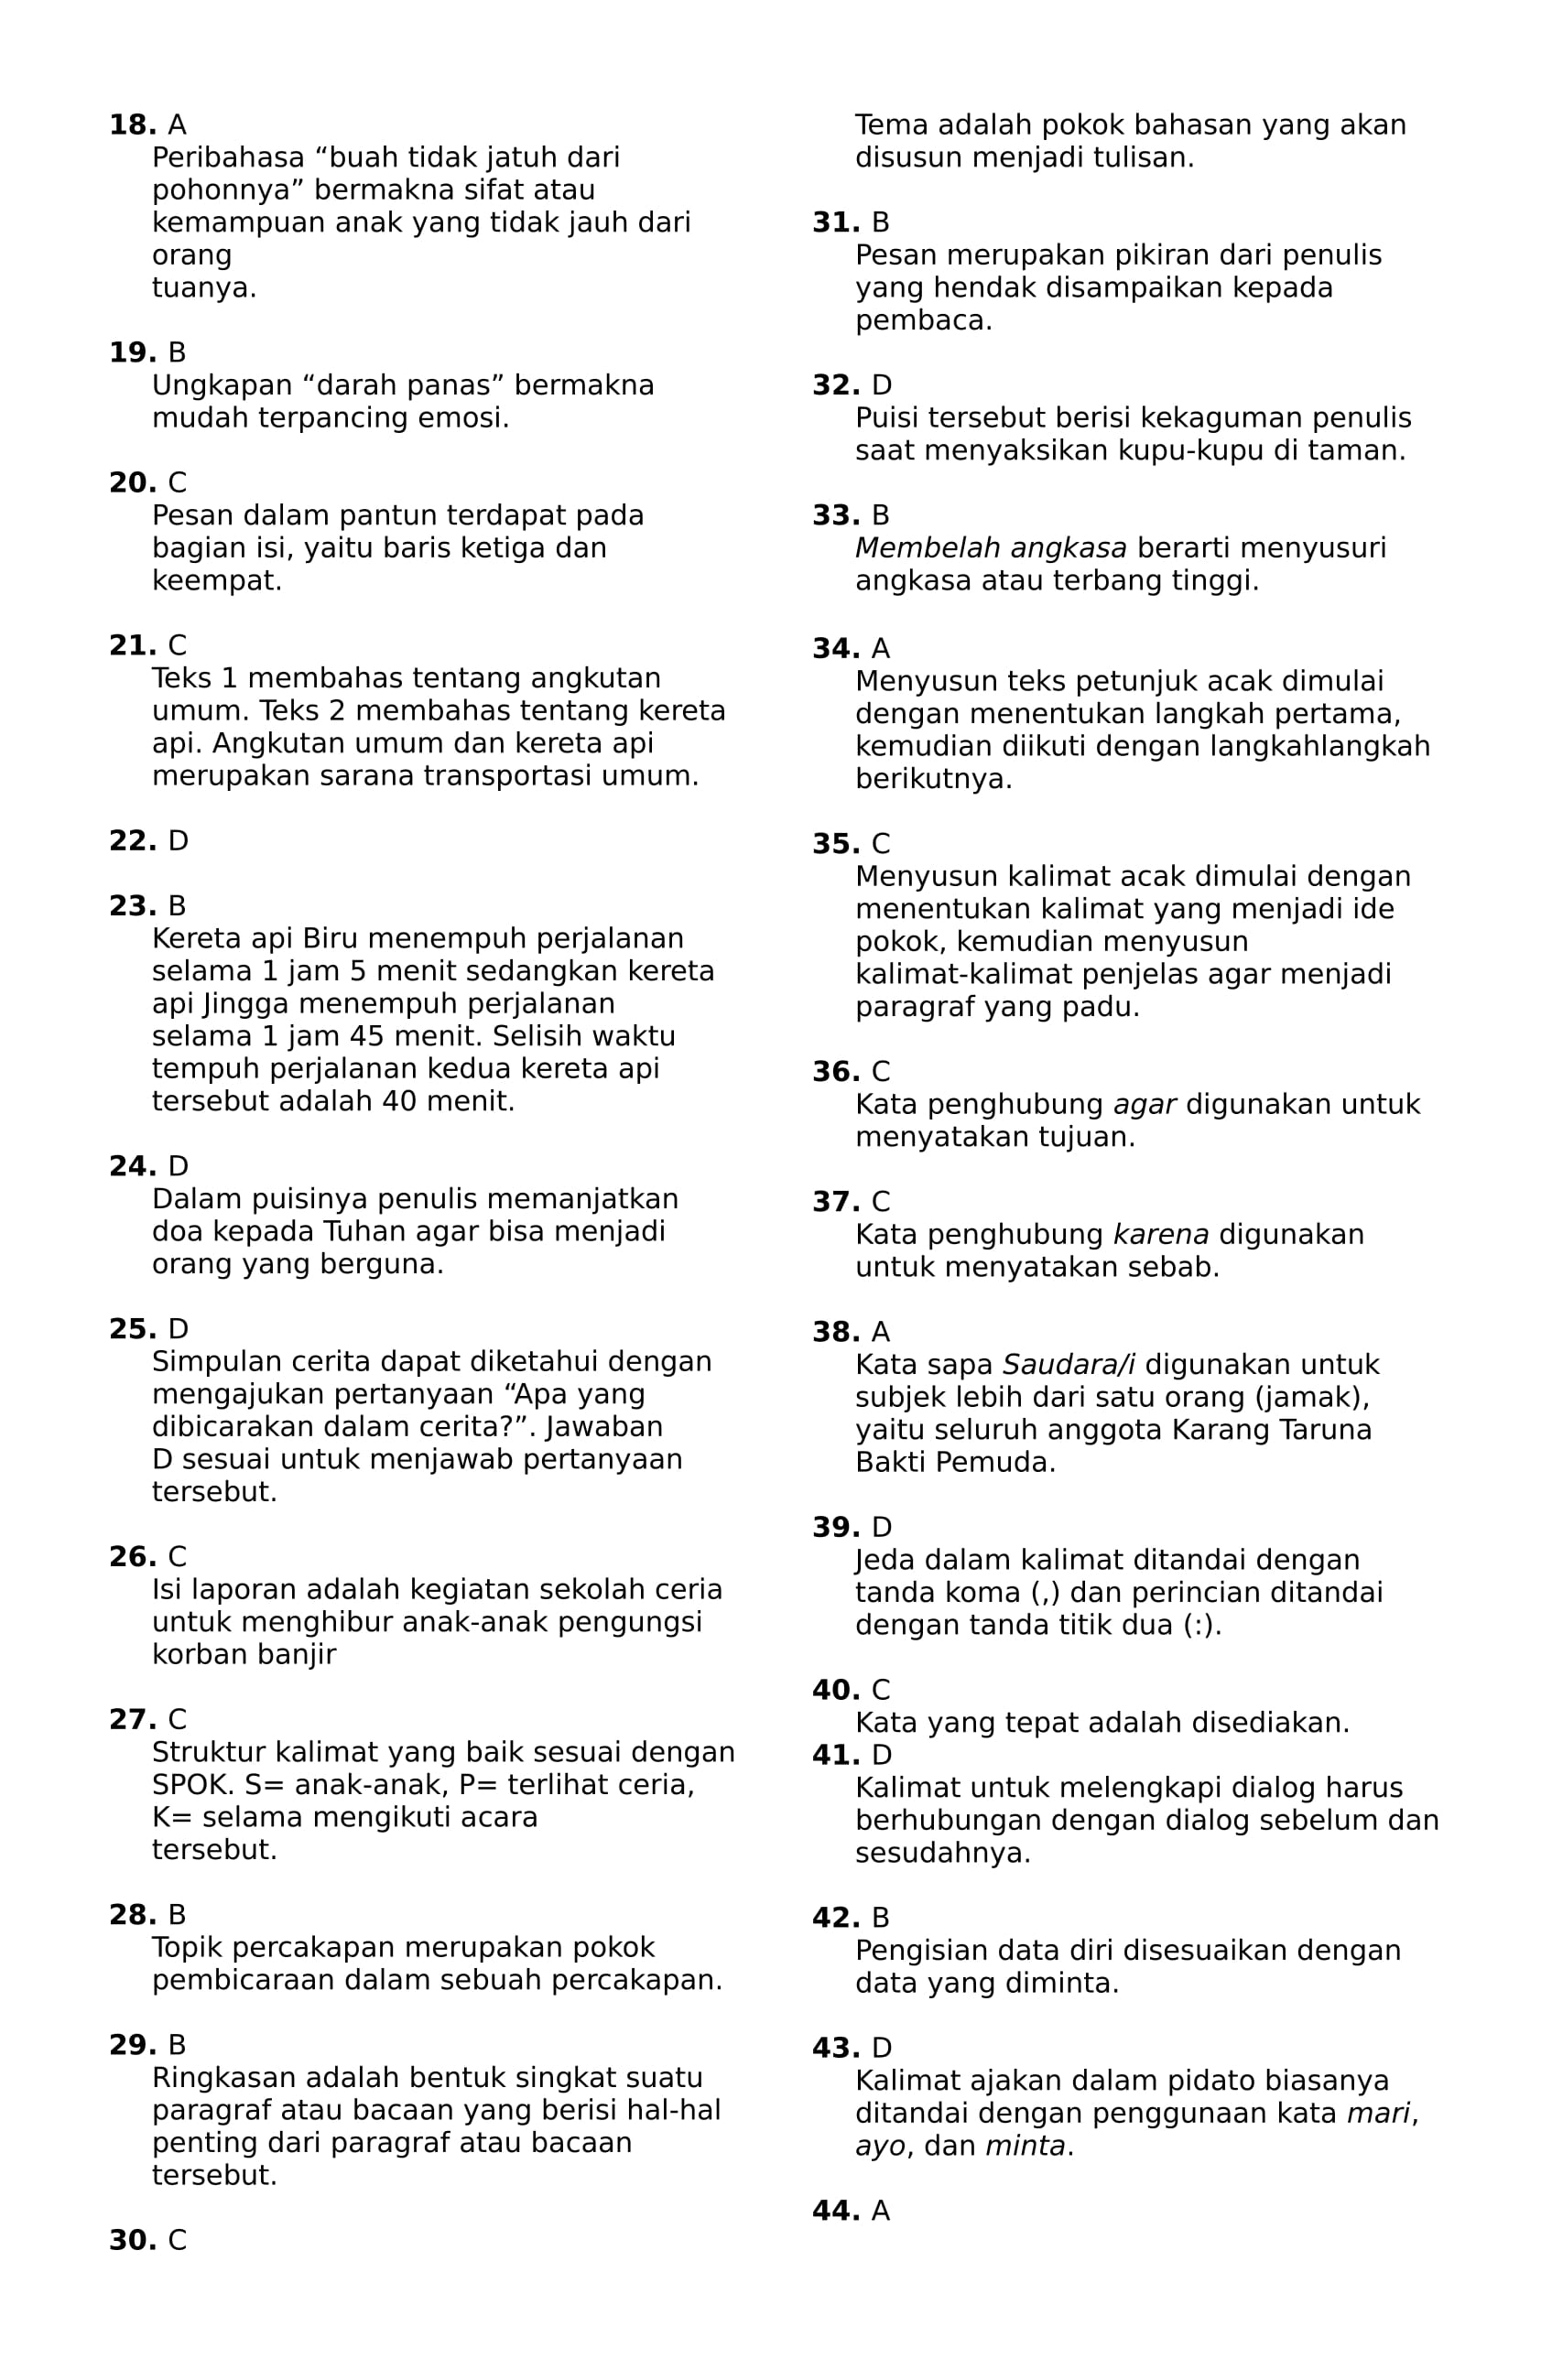 18. A
Peribahasa “buah tidak jatuh dari
pohonnya” bermakna sifat atau
kemampuan anak yang tidak jauh dari
orang
tuanya.
19. B
Ungkapan “darah panas” bermakna
mudah terpancing emosi.
20. C
Pesan dalam pantun terdapat pada
bagian isi, yaitu baris ketiga dan
keempat.
21. C
Teks 1 membahas tentang angkutan
umum. Teks 2 membahas tentang kereta
api. Angkutan umum dan kereta api
merupakan sarana transportasi umum.
22. D
23. B
Kereta api Biru menempuh perjalanan
selama 1 jam 5 menit sedangkan kereta
api Jingga menempuh perjalanan
selama 1 jam 45 menit. Selisih waktu
tempuh perjalanan kedua kereta api
tersebut adalah 40 menit.
24. D
Dalam puisinya penulis memanjatkan
doa kepada Tuhan agar bisa menjadi
orang yang berguna.
25. D
Simpulan cerita dapat diketahui dengan
mengajukan pertanyaan “Apa yang
dibicarakan dalam cerita?”. Jawaban
D sesuai untuk menjawab pertanyaan
tersebut.
26. C
Isi laporan adalah kegiatan sekolah ceria
untuk menghibur anak-anak pengungsi
korban banjir
27. C
Struktur kalimat yang baik sesuai dengan
SPOK. S= anak-anak, P= terlihat ceria,
K= selama mengikuti acara
tersebut.
28. B
Topik percakapan merupakan pokok
pembicaraan dalam sebuah percakapan.
29. B
Ringkasan adalah bentuk singkat suatu
paragraf atau bacaan yang berisi hal-hal
penting dari paragraf atau bacaan
tersebut.
30. C
Tema adalah pokok bahasan yang akan
disusun menjadi tulisan.
31. B
Pesan merupakan pikiran dari penulis
yang hendak disampaikan kepada
pembaca.
32. D
Puisi tersebut berisi kekaguman penulis
saat menyaksikan kupu-kupu di taman.
33. B
Membelah angkasa berarti menyusuri
angkasa atau terbang tinggi.
34. A
Menyusun teks petunjuk acak dimulai
dengan menentukan langkah pertama,
kemudian diikuti dengan langkahlangkah
berikutnya.
35. C
Menyusun kalimat acak dimulai dengan
menentukan kalimat yang menjadi ide
pokok, kemudian menyusun
kalimat-kalimat penjelas agar menjadi
paragraf yang padu.
36. C
Kata penghubung agar digunakan untuk
menyatakan tujuan.
37. C
Kata penghubung karena digunakan
untuk menyatakan sebab.
38. A
Kata sapa Saudara/i digunakan untuk
subjek lebih dari satu orang (jamak),
yaitu seluruh anggota Karang Taruna
Bakti Pemuda.
39. D
Jeda dalam kalimat ditandai dengan
tanda koma (,) dan perincian ditandai
dengan tanda titik dua (:).
40. C
Kata yang tepat adalah disediakan.
41. D
Kalimat untuk melengkapi dialog harus
berhubungan dengan dialog sebelum dan
sesudahnya.
42. B
Pengisian data diri disesuaikan dengan
data yang diminta.
43. D
Kalimat ajakan dalam pidato biasanya
ditandai dengan penggunaan kata mari,
ayo, dan minta.
44. A